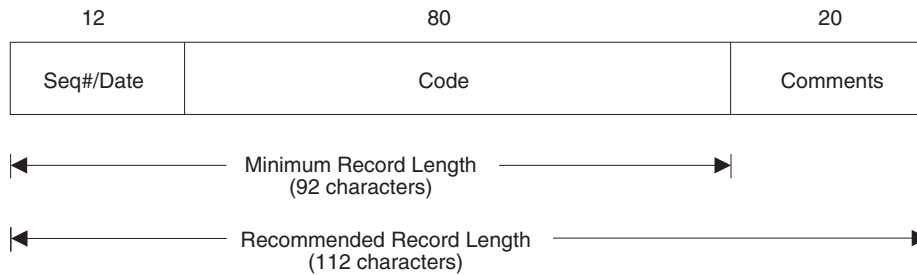 12 80 20
Seq#/Date Code Comments
Minimum Record Length
(92 characters)
Recommended Record Length
(112 characters)